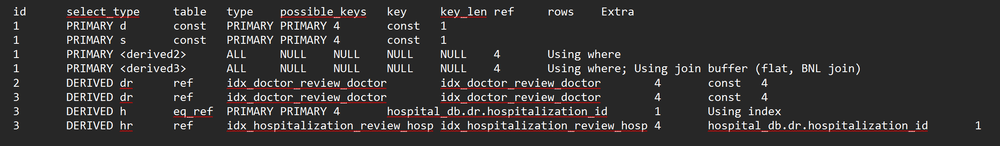 id select_type table type possible_keys key key_len ref rows Extra
1 PRIMARY d const PRIMARY PRIMARY 4 const 1
1 PRIMARY s const PRIMARY PRIMARY 4 const 1
1 PRIMARY <derived2> ALL NULL NULL NULL NULL 4 Using where
1 PRIMARY <derived3> ALL NULL NULL NULL NULL 4 Using where; Using join buffer (flat, BNL join)
2 DERIVED dr ref idx_doctor_review_doctor idx_doctor_review_doctor 4 const 4
3 DERIVED dr ref idx_doctor_review_doctor idx_doctor_review_doctor 4 const 4
3 DERIVED h eq_ref PRIMARY PRIMARY 4 hospital_db.dr.hospitalization_id 1 Using index
3 DERIVED hr ref idx_hospitalization_review_hosp idx_hospitalization_review_hosp 4 hospital_db.dr.hospitalization_id 1